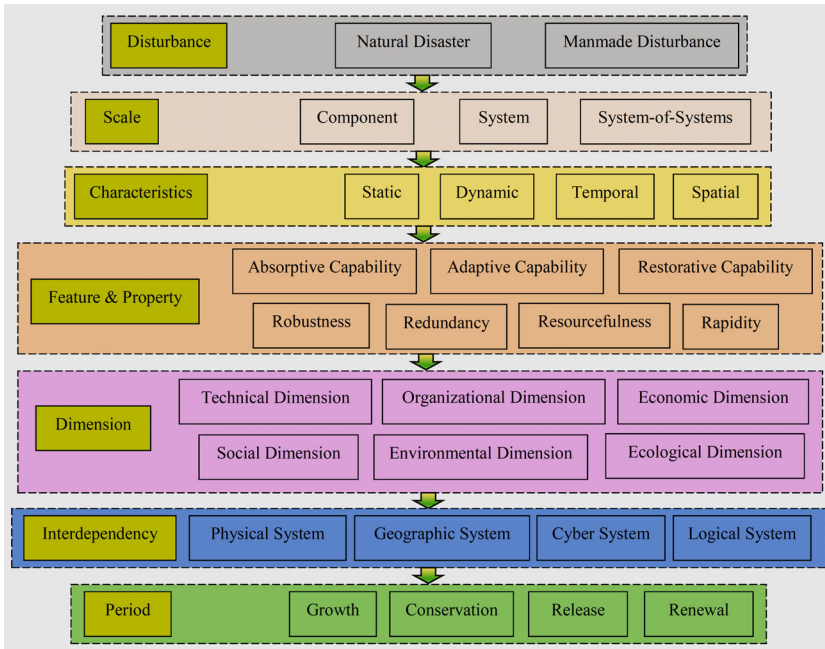 Disturbance
Natural Disaster
Manmade Disturbance
Scale
Component
System
System-of-Systems
Characteristics
Static
Dynamic
Temporal
Spatial
Feature & Property
Absorptive Capability
Adaptive Capability
Restorative Capability
Robustness
Redundancy
Resourcefulness
Rapidity
Dimension
Technical Dimension
Organizational Dimension
Economic Dimension
Social Dimension
Environmental Dimension
Ecological Dimension
Interdependency
Physical System
Geographic System
Cyber System
Logical System
Period
Growth
Conservation
Release
Renewal